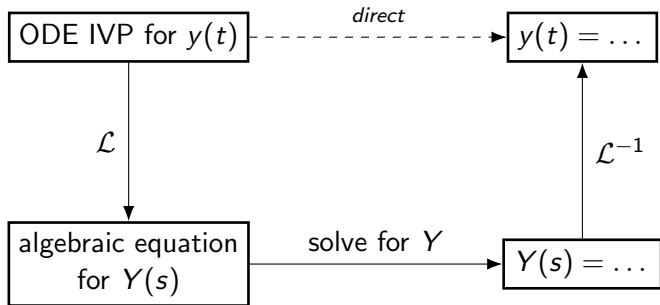 direct
ODE IVP for y(t)
y(t) = ...
ℒ
ℒ⁻¹
algebraic equation
for Y(s)
solve for Y
Y(s) = ...